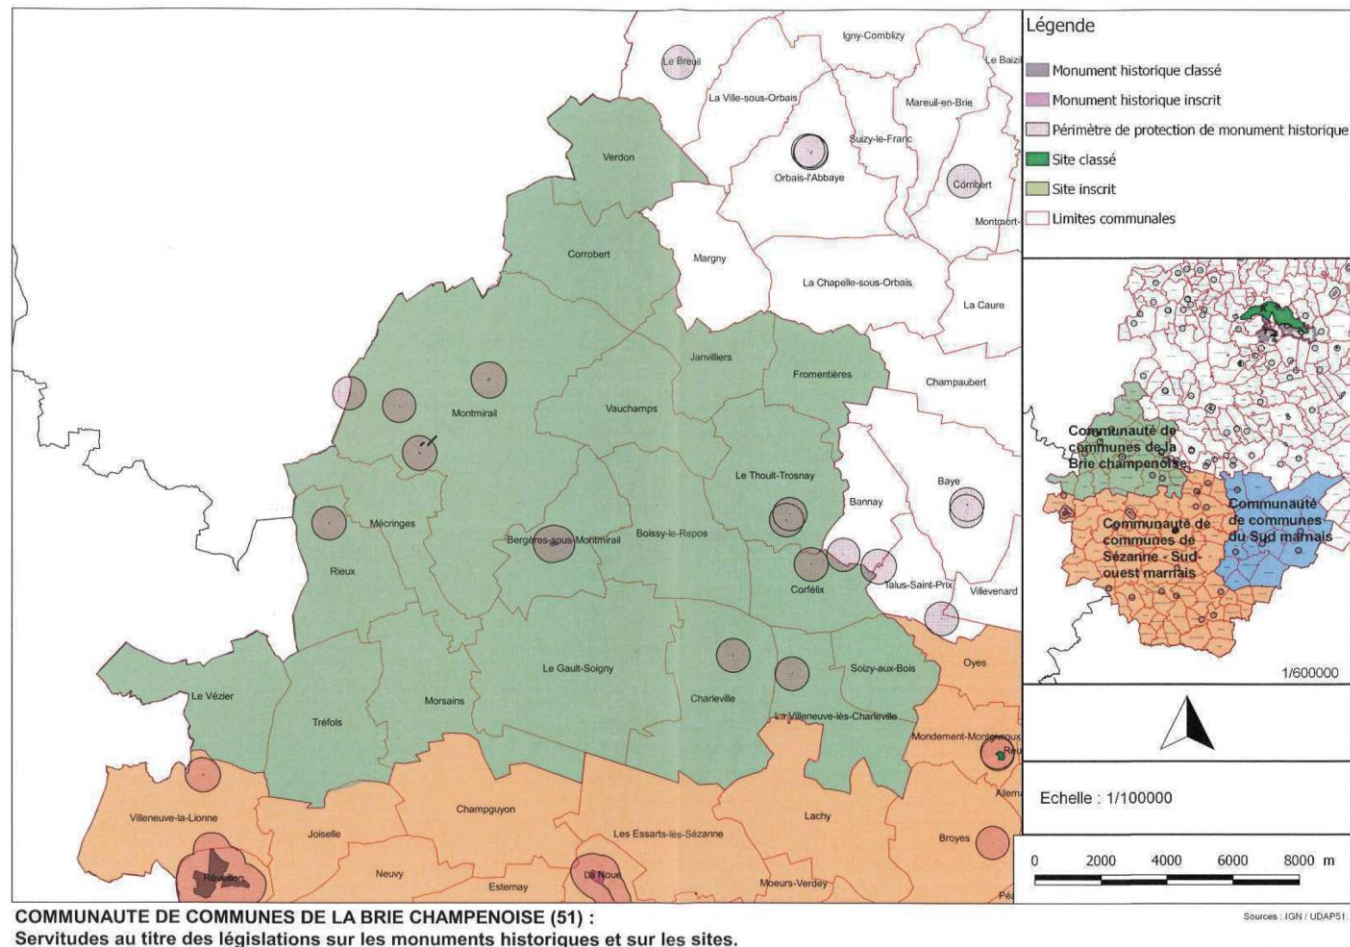 Légende
Monument historique classé
Monument historique inscrit
Périmètre de protection de monument historique
Site classé
Site inscrit
Limites communales
Igny-Comblizy
Le Breuil
Le Baizi
La Ville-sous-Orbais
Mareuil-en-Brie
Suizy-le-Franc
Verdon
Orbais-l'Abbaye
Corribert
Montmort-
Corrobert
Margny
La Chapelle-sous-Orbais
La Caure
Janvilliers
Fromentières
Champaubert
Montmirail
Vauchamps
Le Thoult-Trosnay
Baye
Bannay
Mécringes
Bergères-sous-Montmirail
Boissy-le-Repos
Rieux
Corfélix
Talus-Saint-Prix
Villevenard
Le Gault-Soigny
Soizy-aux-Bois
Oyes
Le Vézier
Charleville
Morsains
Tréfols
La Villeneuve-lès-Charleville
Mondement-Montgivroux
Reu
Allema
Villeneuve-la-Lionne
Champguyon
Joiselle
Les Essarts-lès-Sézanne
Lachy
Broyes
Réveillon
Neuvy
La Noue
Esternay
Moeurs-Verdey
Communauté de
communes de la
Brie champenoise
Communauté de
communes de
Sézanne - Sud-
ouest marnais
Communauté
de communes
du Sud marnais
1/600000
Echelle : 1/100000
0 2000 4000 6000 8000 m
COMMUNAUTE DE COMMUNES DE LA BRIE CHAMPENOISE (51) :
Servitudes au titre des législations sur les monuments historiques et sur les sites.
Sources : IGN / UDAP51.